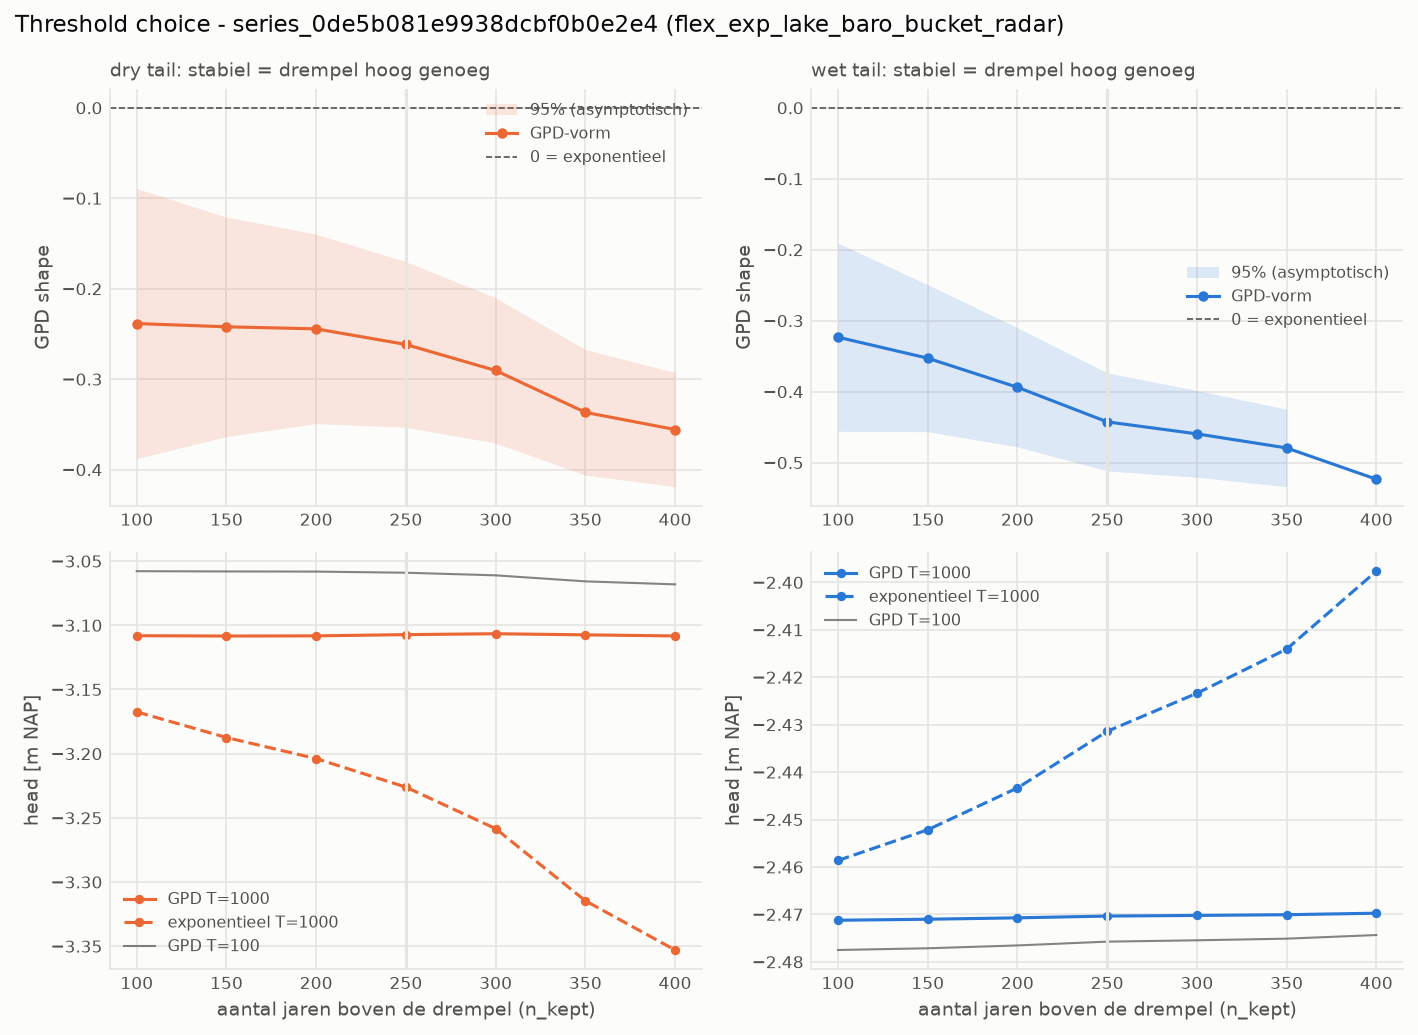 Threshold choice - series_0de5b081e9938dcbf0b0e2e4 (flex_exp_lake_baro_bucket_radar)
dry tail: stabiel = drempel hoog genoeg
0.0
−0.1
−0.2
−0.3
−0.4
GPD shape
95% (asymptotisch)
GPD-vorm
0 = exponentieel
100 150 200 250 300 350 400
wet tail: stabiel = drempel hoog genoeg
0.0
−0.1
−0.2
−0.3
−0.4
−0.5
GPD shape
95% (asymptotisch)
GPD-vorm
0 = exponentieel
100 150 200 250 300 350 400
−3.05
−3.10
−3.15
−3.20
−3.25
−3.30
−3.35
head [m NAP]
GPD T=1000
exponentieel T=1000
GPD T=100
100 150 200 250 300 350 400
aantal jaren boven de drempel (n_kept)
−2.40
−2.41
−2.42
−2.43
−2.44
−2.45
−2.46
−2.47
−2.48
head [m NAP]
GPD T=1000
exponentieel T=1000
GPD T=100
100 150 200 250 300 350 400
aantal jaren boven de drempel (n_kept)